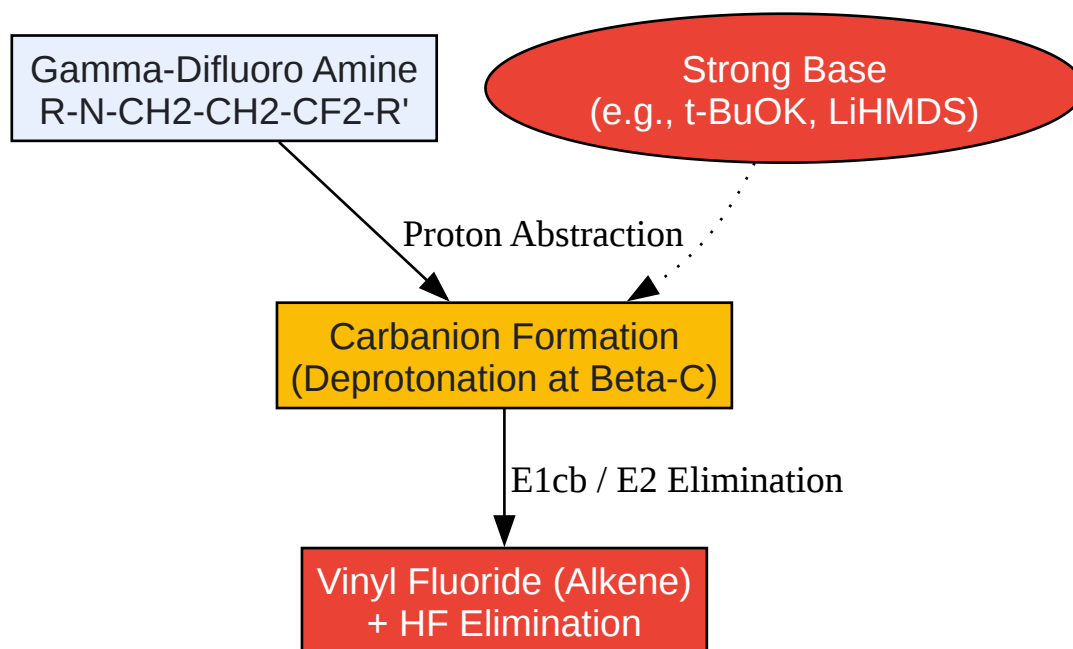 Gamma-Difluoro Amine
R-N-CH2-CH2-CF2-R'
Strong Base
(e.g., t-BuOK, LiHMDS)
Proton Abstraction
Carbanion Formation
(Deprotonation at Beta-C)
E1cb / E2 Elimination
Vinyl Fluoride (Alkene)
+ HF Elimination